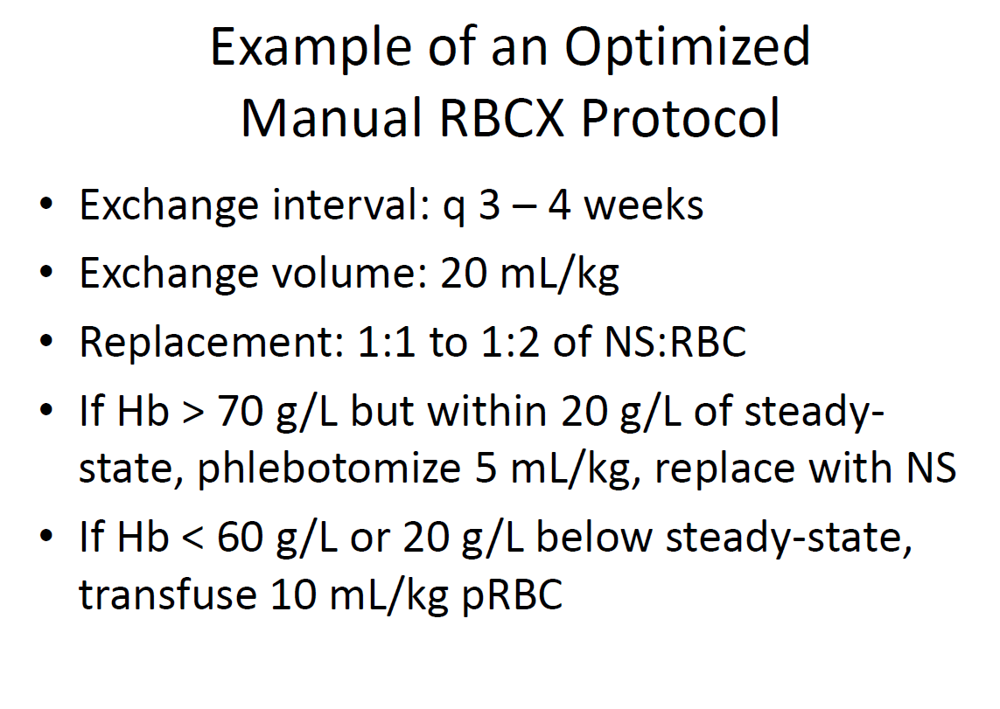 Example of an Optimized
Manual RBCX Protocol
• Exchange interval: q 3 – 4 weeks
• Exchange volume: 20 mL/kg
• Replacement: 1:1 to 1:2 of NS:RBC
• If Hb > 70 g/L but within 20 g/L of steady-
state, phlebotomize 5 mL/kg, replace with NS
• If Hb < 60 g/L or 20 g/L below steady-state,
transfuse 10 mL/kg pRBC